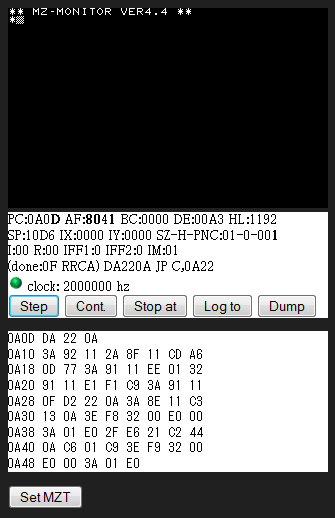 ** MZ-MONITOR VER4.4 **
*
PC:0A0D AF:8041 BC:0000 DE:00A3 HL:1192
SP:10D6 IX:0000 IY:0000 SZ-H-PNC:01-0-001
I:00 R:00 IFF1:0 IFF2:0 IM:01
(done:0F RRCA) DA220A JP C,0A22
clock: 2000000 hz
Step Cont. Stop at Log to Dump
0A0D DA 22 0A
0A10 3A 92 11 2A 8F 11 CD A6
0A18 0D 77 3A 91 11 EE 01 32
0A20 91 11 E1 F1 C9 3A 91 11
0A28 0F D2 22 0A 3A 8E 11 C3
0A30 13 0A 3E F8 32 00 E0 00
0A38 3A 01 E0 2F E6 21 C2 44
0A40 0A C6 01 C9 3E F9 32 00
0A48 E0 00 3A 01 E0
Set MZT